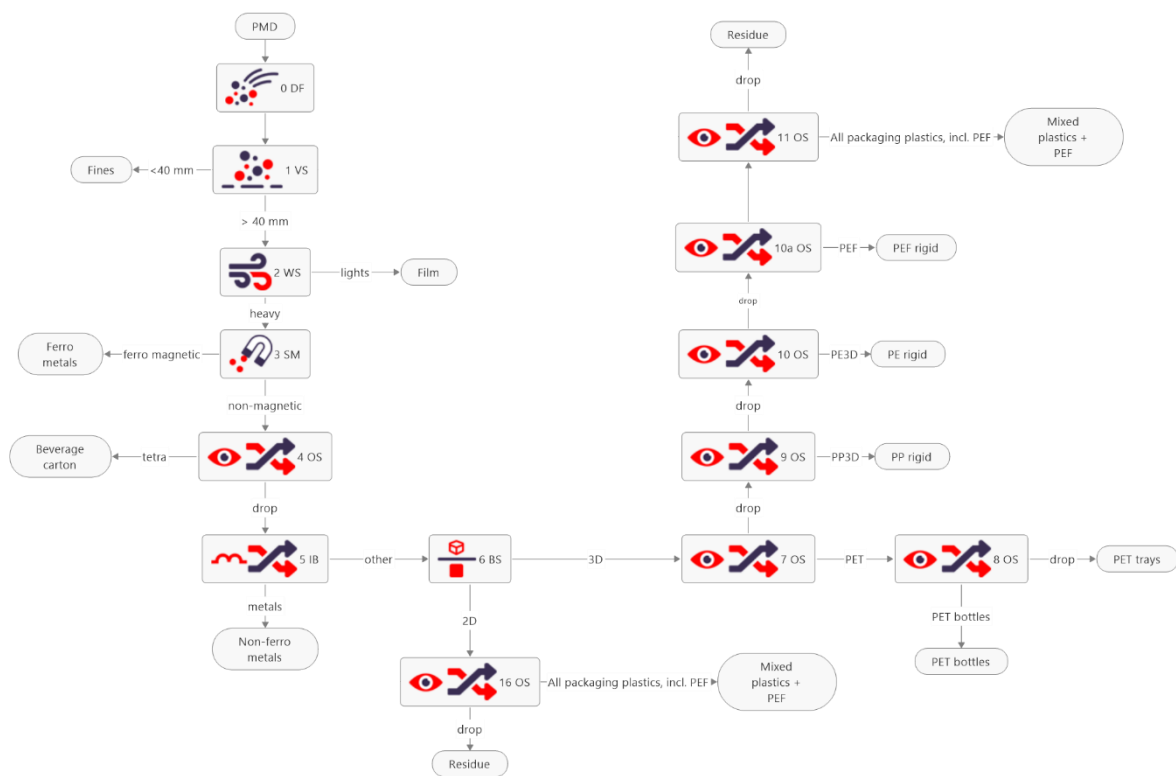 PMD
0 DF
Fines
<40 mm
1 VS
> 40 mm
2 WS
lights
Film
heavy
Ferro
metals
ferro magnetic
3 SM
non-magnetic
Beverage
carton
tetra
4 OS
drop
5 IB
other
6 BS
3D
metals
Non-ferro
metals
2D
16 OS
All packaging plastics, incl. PEF
Mixed
plastics +
PEF
drop
Residue
Residue
drop
11 OS
All packaging plastics, incl. PEF
Mixed
plastics +
PEF
10a OS
PEF
PEF rigid
drop
10 OS
PE3D
PE rigid
drop
9 OS
PP3D
PP rigid
drop
7 OS
PET
8 OS
drop
PET trays
PET bottles
PET bottles